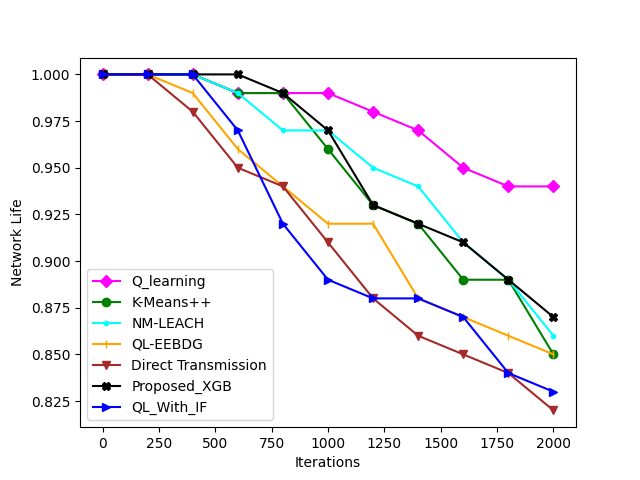 1.000
0.975
0.950
0.925
0.900
0.875
0.850
0.825
Network Life
Q_learning
K-Means++
NM-LEACH
QL-EEBDG
Direct Transmission
Proposed_XGB
QL_With_IF
0 250 500 750 1000 1250 1500 1750 2000
Iterations